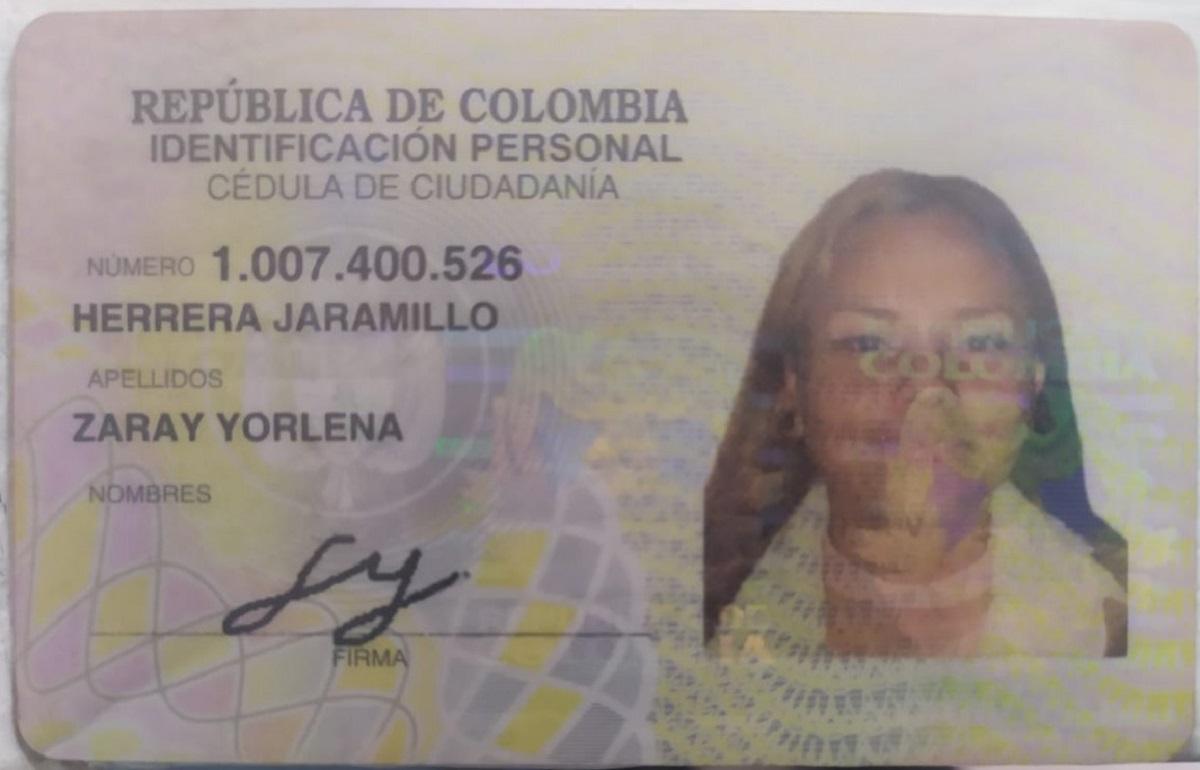 REPÚBLICA DE COLOMBIA
IDENTIFICACIÓN PERSONAL
CÉDULA DE CIUDADANÍA
NÚMERO 1.007.400.526
HERRERA JARAMILLO
APELLIDOS
ZARAY YORLENA
NOMBRES
FIRMA
COLOMBIA